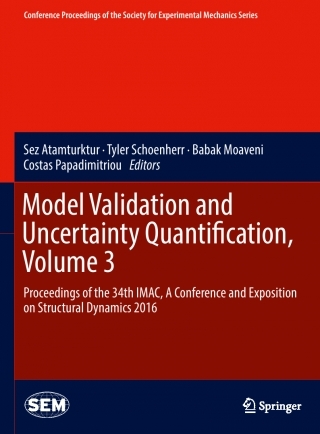 Conference Proceedings of the Society for Experimental Mechanics Series
Sez Atamturktur · Tyler Schoenherr · Babak Moaveni
Costas Papadimitriou Editors
Model Validation and
Uncertainty Quantification,
Volume 3
Proceedings of the 34th IMAC, A Conference and Exposition
on Structural Dynamics 2016
SEM
Springer